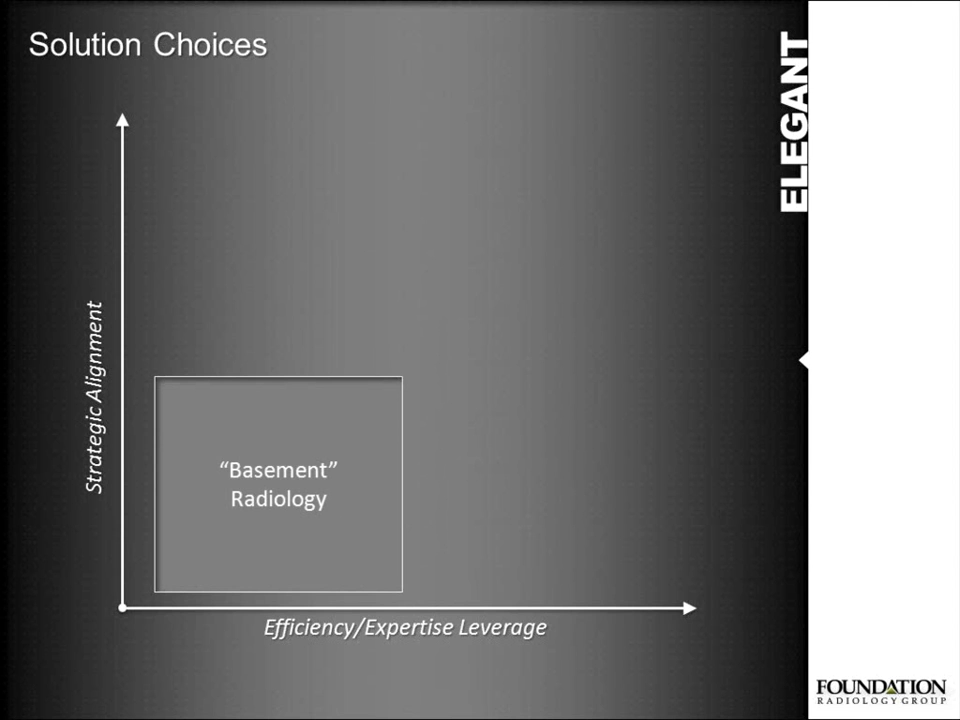 Solution Choices
ELEGANT
Strategic Alignment
“Basement”
Radiology
Efficiency/Expertise Leverage
FOUNDATION
RADIOLOGY GROUP